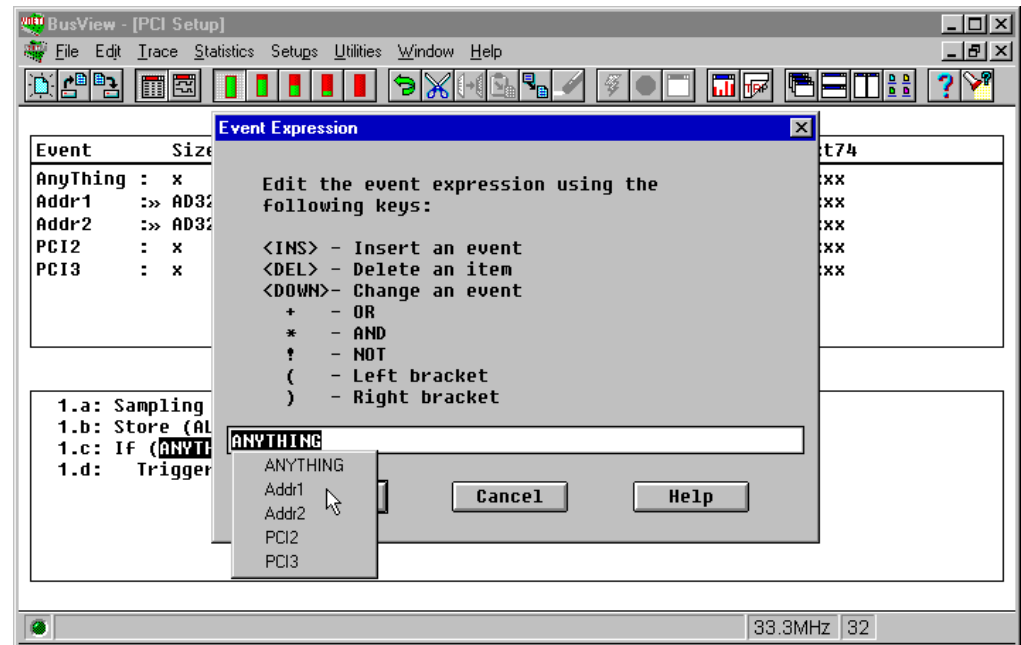 BusView - [PCI Setup]
File Edit Trace Statistics Setups Utilities Window Help
Event Expression
Event Size :t74
AnyThing : x :xx
Addr1 :» AD32 :xx
Addr2 :» AD32 :xx
PCI2 : x :xx
PCI3 : x :xx
Edit the event expression using the
following keys:
<INS> - Insert an event
<DEL> - Delete an item
<DOWN>- Change an event
+ - OR
* - AND
! - NOT
( - Left bracket
) - Right bracket
1.a: Sampling
1.b: Store (AL
1.c: If (ANYTH
1.d: Trigger
ANYTHING
ANYTHING
Addr1
Addr2
PCI2
PCI3
Cancel
Help
33.3MHz 32